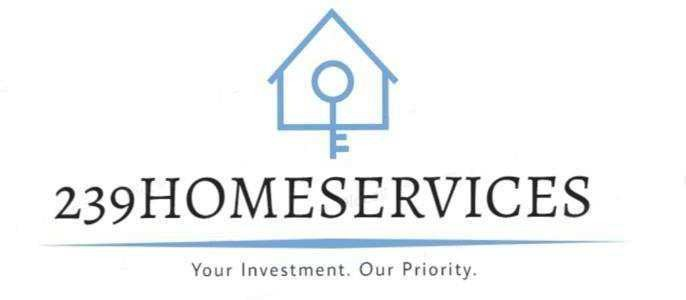 239HOMESERVICES
Your Investment. Our Priority.